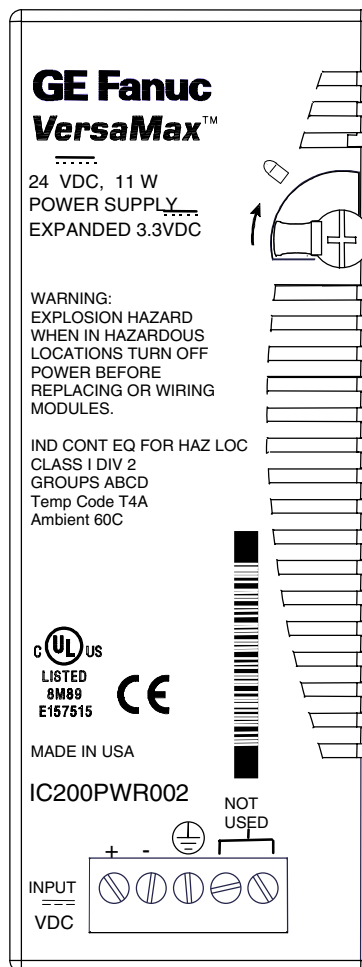 GE Fanuc
VersaMax™
24 VDC, 11 W
POWER SUPPLY
EXPANDED 3.3VDC
WARNING:
EXPLOSION HAZARD
WHEN IN HAZARDOUS
LOCATIONS TURN OFF
POWER BEFORE
REPLACING OR WIRING
MODULES.
IND CONT EQ FOR HAZ LOC
CLASS I DIV 2
GROUPS ABCD
Temp Code T4A
Ambient 60C
C UL US
LISTED
8M89
E157515
CE
MADE IN USA
IC200PWR002
NOT
USED
+ -
INPUT
VDC